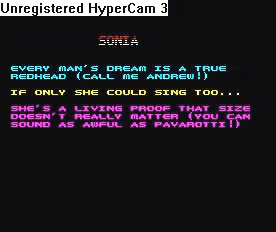 Unregistered HyperCam 3
SONIA
EVERY MAN'S DREAM IS A TRUE
REDHEAD (CALL ME ANDREW!)
IF ONLY SHE COULD SING TOO...
SHE'S A LIVING PROOF THAT SIZE
DOESN'T REALLY MATTER (YOU CAN
SOUND AS AWFUL AS PAVAROTTI!)